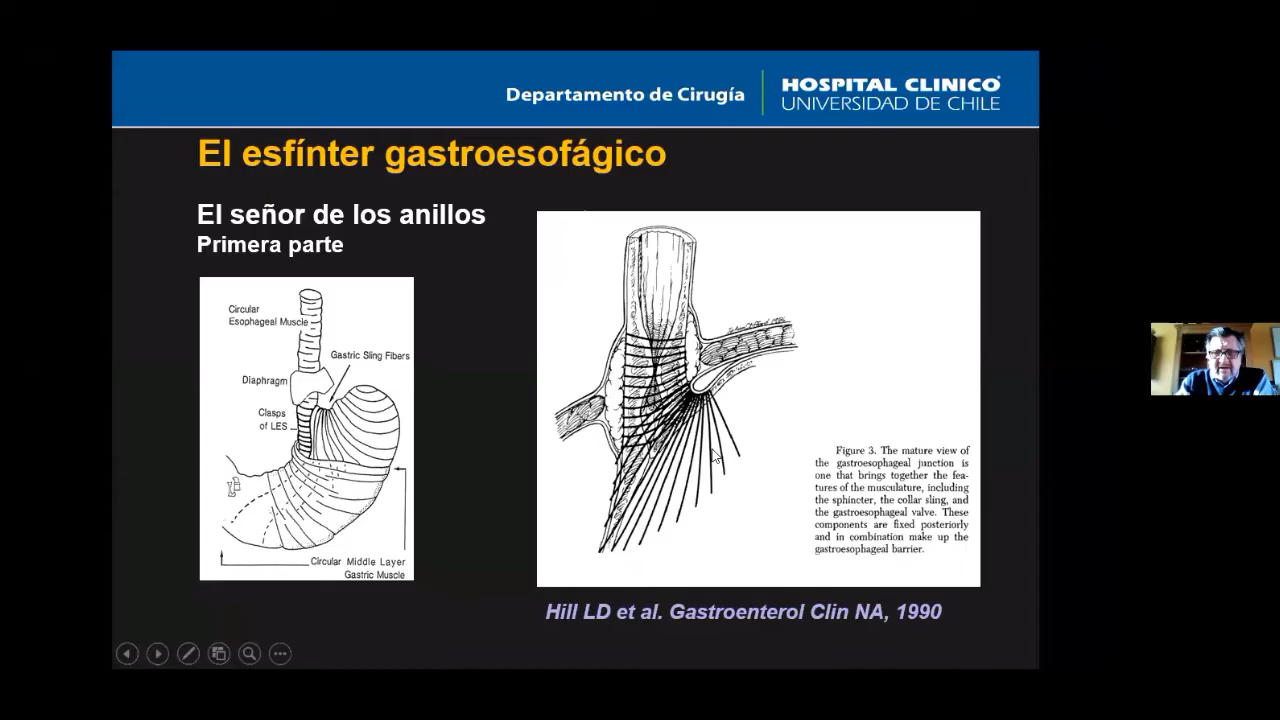 Departamento de Cirugía
HOSPITAL CLINICO
UNIVERSIDAD DE CHILE
El esfínter gastroesofágico
El señor de los anillos
Primera parte
Circular
Esophageal Muscle
Gastric Sling Fibers
Diaphragm
Clasps
of LES
Circular Middle Layer
Gastric Muscle
Figure 3. The mature view of
the gastroesophageal junction is
one that brings together the fea-
tures of the musculature, including
the sphincter, the collar sling, and
the gastroesophageal valve. These
components are fixed posteriorly
and in combination make up the
gastroesophageal barrier.
Hill LD et al. Gastroenterol Clin NA, 1990